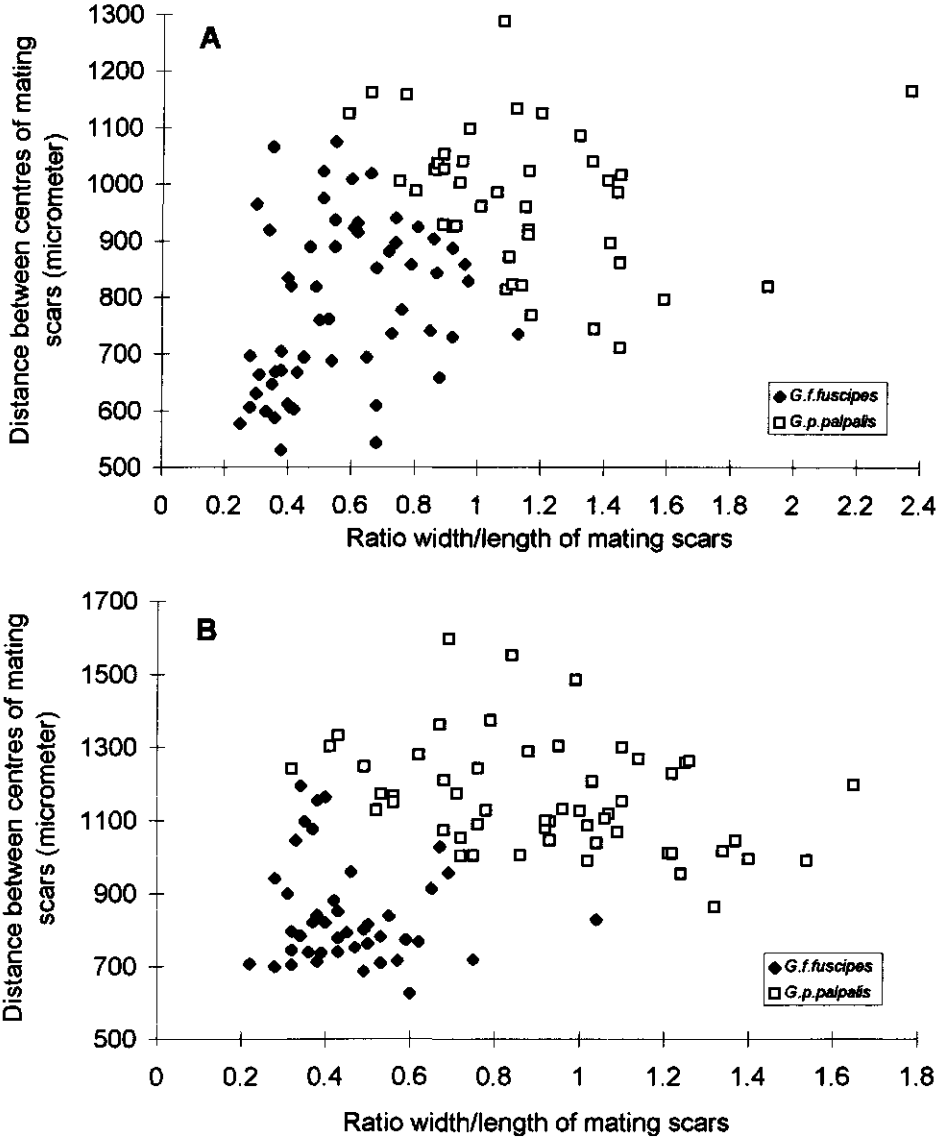 A
Distance between centres of mating
scars (micrometer)
1300
1200
1100
1000
900
800
700
600
500
0 0.2 0.4 0.6 0.8 1 1.2 1.4 1.6 1.8 2 2.2 2.4
Ratio width/length of mating scars
G.f.fuscipes
G.p.palpalis
B
Distance between centres of mating
scars (micrometer)
1700
1500
1300
1100
900
700
500
0 0.2 0.4 0.6 0.8 1 1.2 1.4 1.6 1.8
Ratio width/length of mating scars
G.f.fuscipes
G.p.palpalis